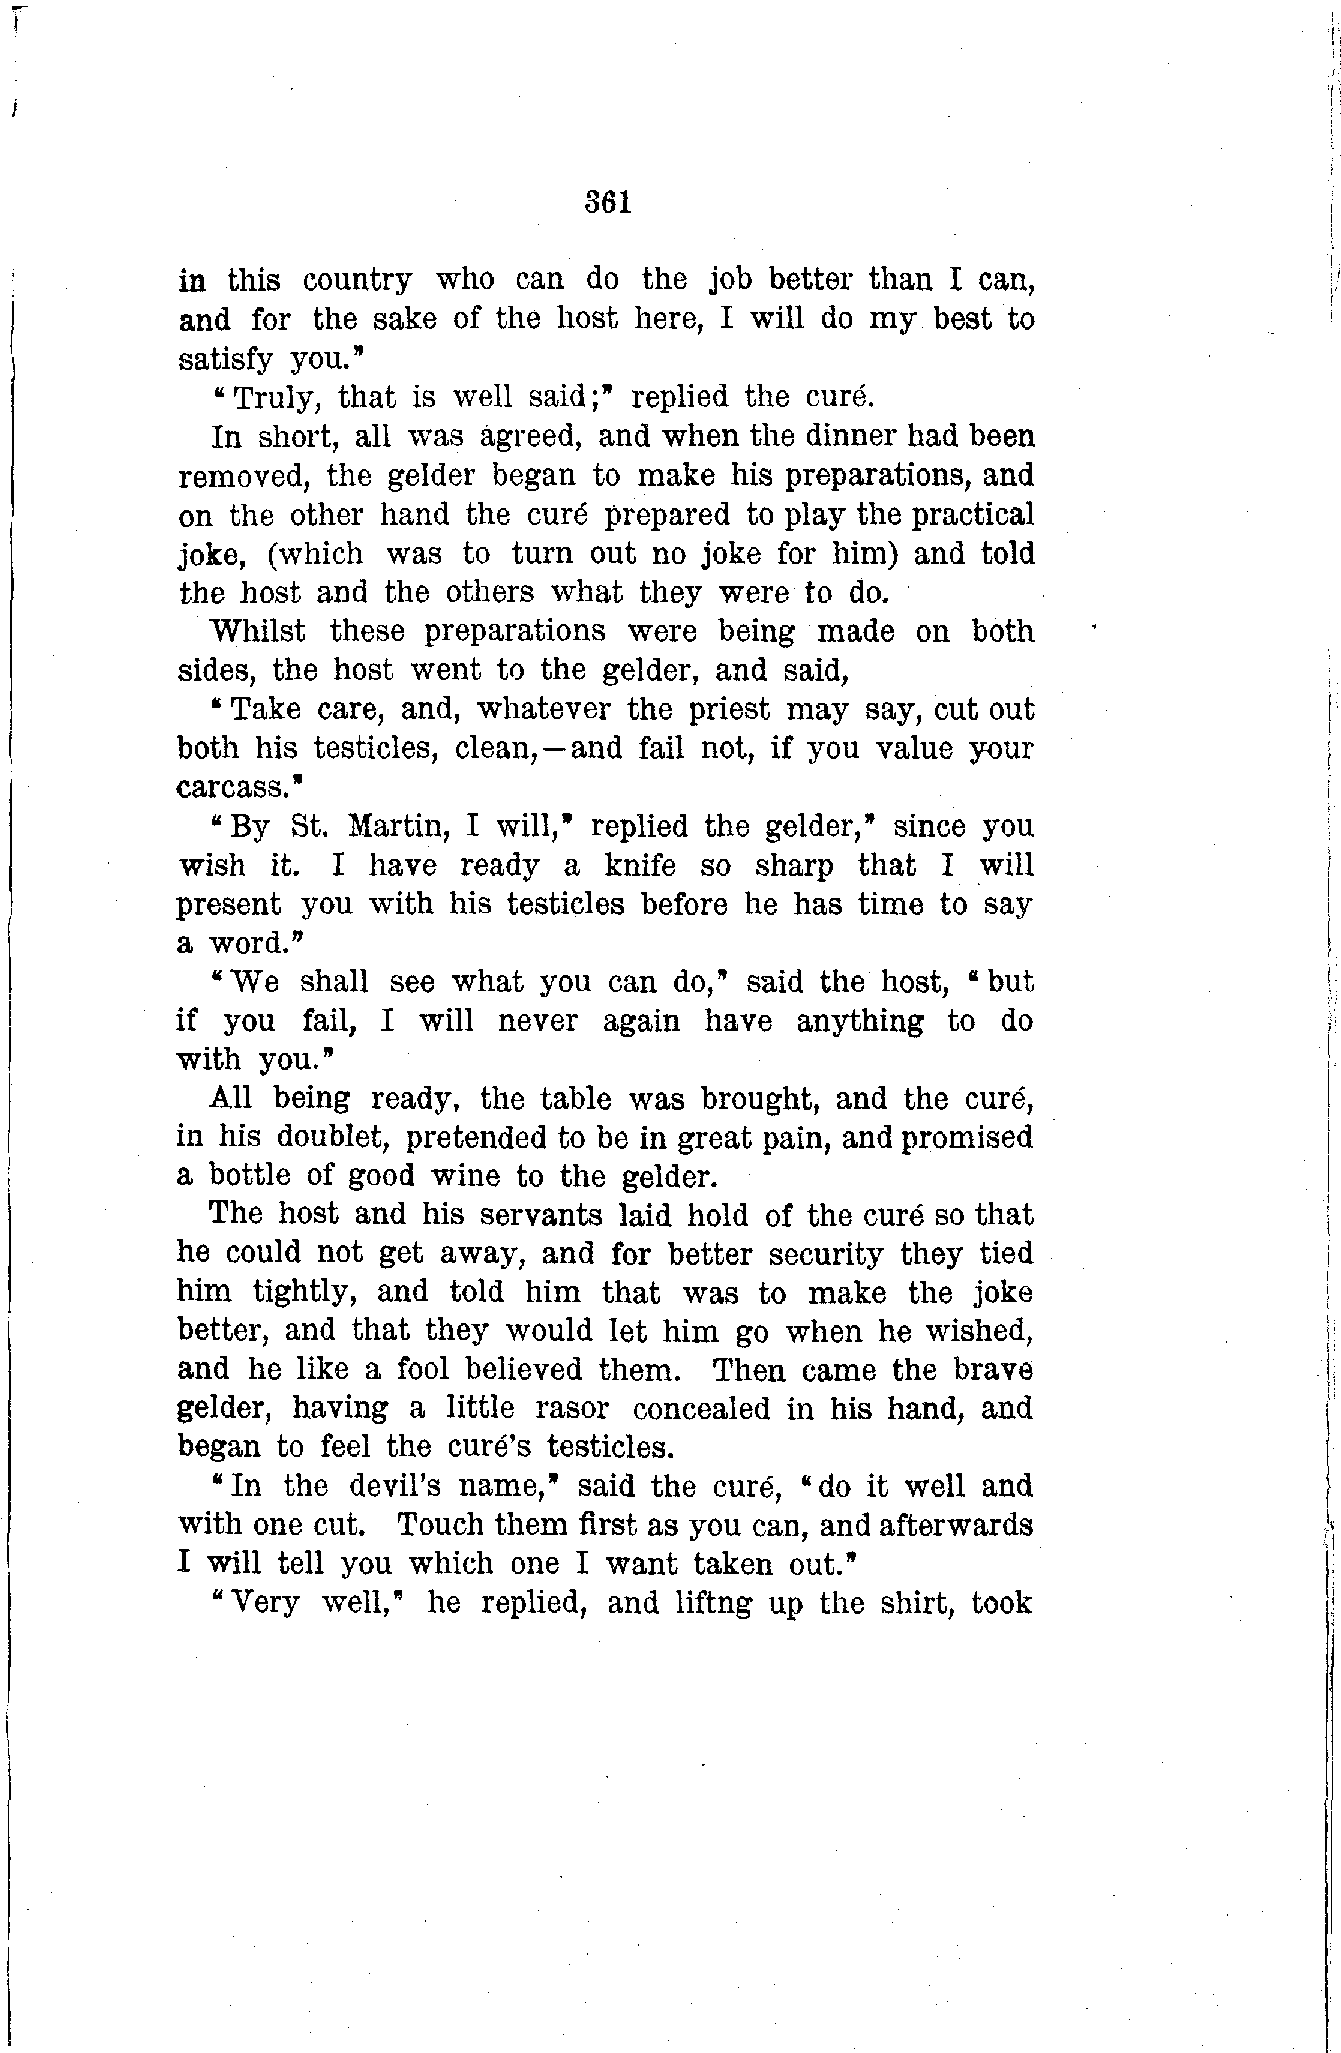 361
in this country who can do the job better than I can,
and for the sake of the host here, I will do my best to
satisfy you."
"Truly, that is well said;" replied the curé.
In short, all was agreed, and when the dinner had been
removed, the gelder began to make his preparations, and
on the other hand the curé prepared to play the practical
joke, (which was to turn out no joke for him) and told
the host and the others what they were to do.
Whilst these preparations were being made on both
sides, the host went to the gelder, and said,
"Take care, and, whatever the priest may say, cut out
both his testicles, clean,—and fail not, if you value your
carcass."
"By St. Martin, I will," replied the gelder," since you
wish it. I have ready a knife so sharp that I will
present you with his testicles before he has time to say
a word."
"We shall see what you can do," said the host, "but
if you fail, I will never again have anything to do
with you."
All being ready, the table was brought, and the curé,
in his doublet, pretended to be in great pain, and promised
a bottle of good wine to the gelder.
The host and his servants laid hold of the curé so that
he could not get away, and for better security they tied
him tightly, and told him that was to make the joke
better, and that they would let him go when he wished,
and he like a fool believed them. Then came the brave
gelder, having a little rasor concealed in his hand, and
began to feel the curé's testicles.
"In the devil's name," said the curé, "do it well and
with one cut. Touch them first as you can, and afterwards
I will tell you which one I want taken out."
"Very well," he replied, and liftng up the shirt, took